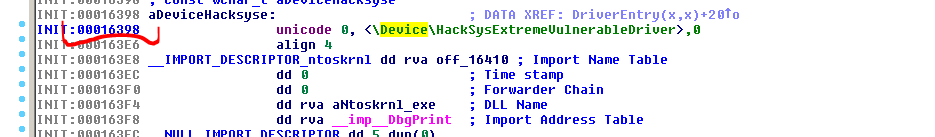 ; const wchar_t aDeviceHacksyse:
INIT:00016398 aDeviceHacksyse: ; DATA XREF: DriverEntry(x,x)+20↑o
INIT:00016398 unicode 0, <\Device\HackSysExtremeVulnerableDriver>,0
INIT:000163E6 align 4
INIT:000163E8 __IMPORT_DESCRIPTOR_ntoskrnl dd rva off_16410 ; Import Name Table
INIT:000163EC dd 0 ; Time stamp
INIT:000163F0 dd 0 ; Forwarder Chain
INIT:000163F4 dd rva aNtoskrnl_exe ; DLL Name
INIT:000163F8 dd rva __imp__DbgPrint ; Import Address Table
INIT:000163FC __NULL_IMPORT_DESCRIPTOR dd 5 dup(0)